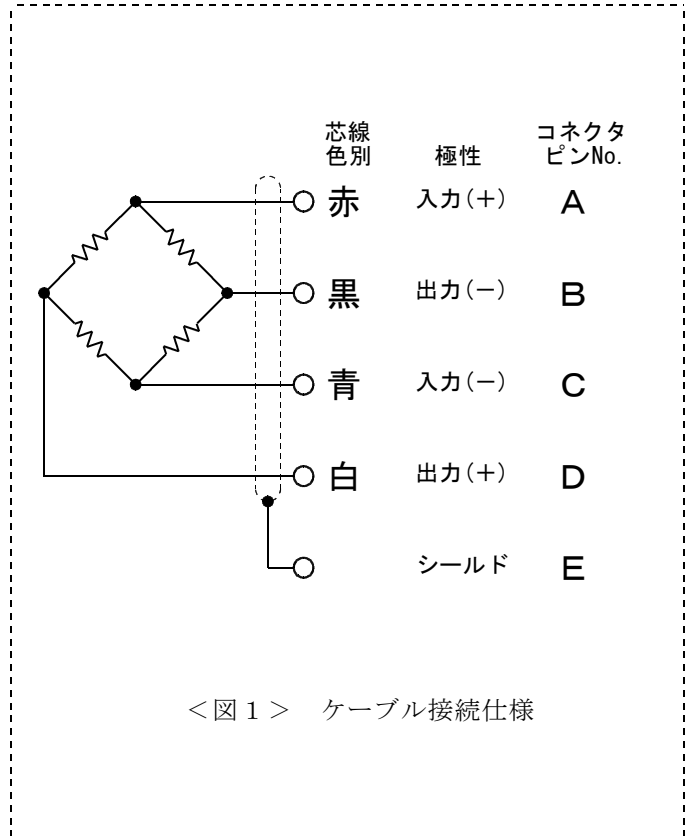 芯線
色別 極性 コネクタ
ピンNo.
赤 入力(+) A
黒 出力(−) B
青 入力(−) C
白 出力(+) D
シールド E
<図1> ケーブル接続仕様